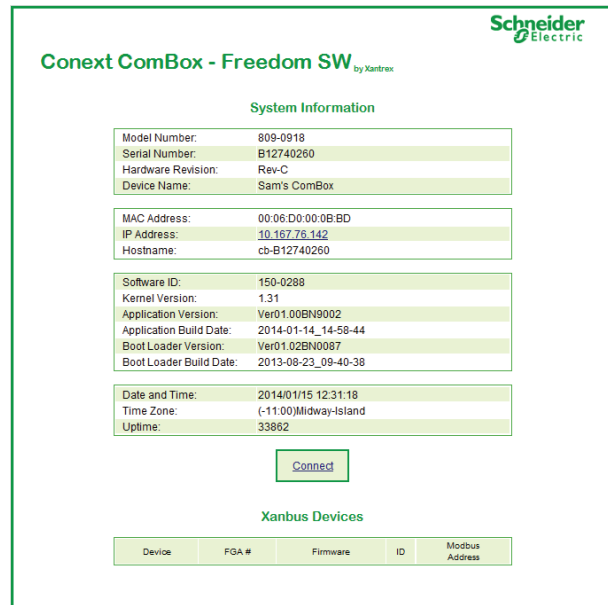 Schneider
Electric
Conext ComBox - Freedom SW by Xantrex
System Information
Model Number: 809-0918
Serial Number: B12740260
Hardware Revision: Rev-C
Device Name: Sam's ComBox
MAC Address: 00:06:D0:00:0B:BD
IP Address: 10.167.76.142
Hostname: cb-B12740260
Software ID: 150-0288
Kernel Version: 1.31
Application Version: Ver01.00BN9002
Application Build Date: 2014-01-14_14-58-44
Boot Loader Version: Ver01.02BN0087
Boot Loader Build Date: 2013-08-23_09-40-38
Date and Time: 2014/01/15 12:31:18
Time Zone: (-11:00)Midway-Island
Uptime: 33862
Connect
Xanbus Devices
Device FGA # Firmware ID Modbus
Address